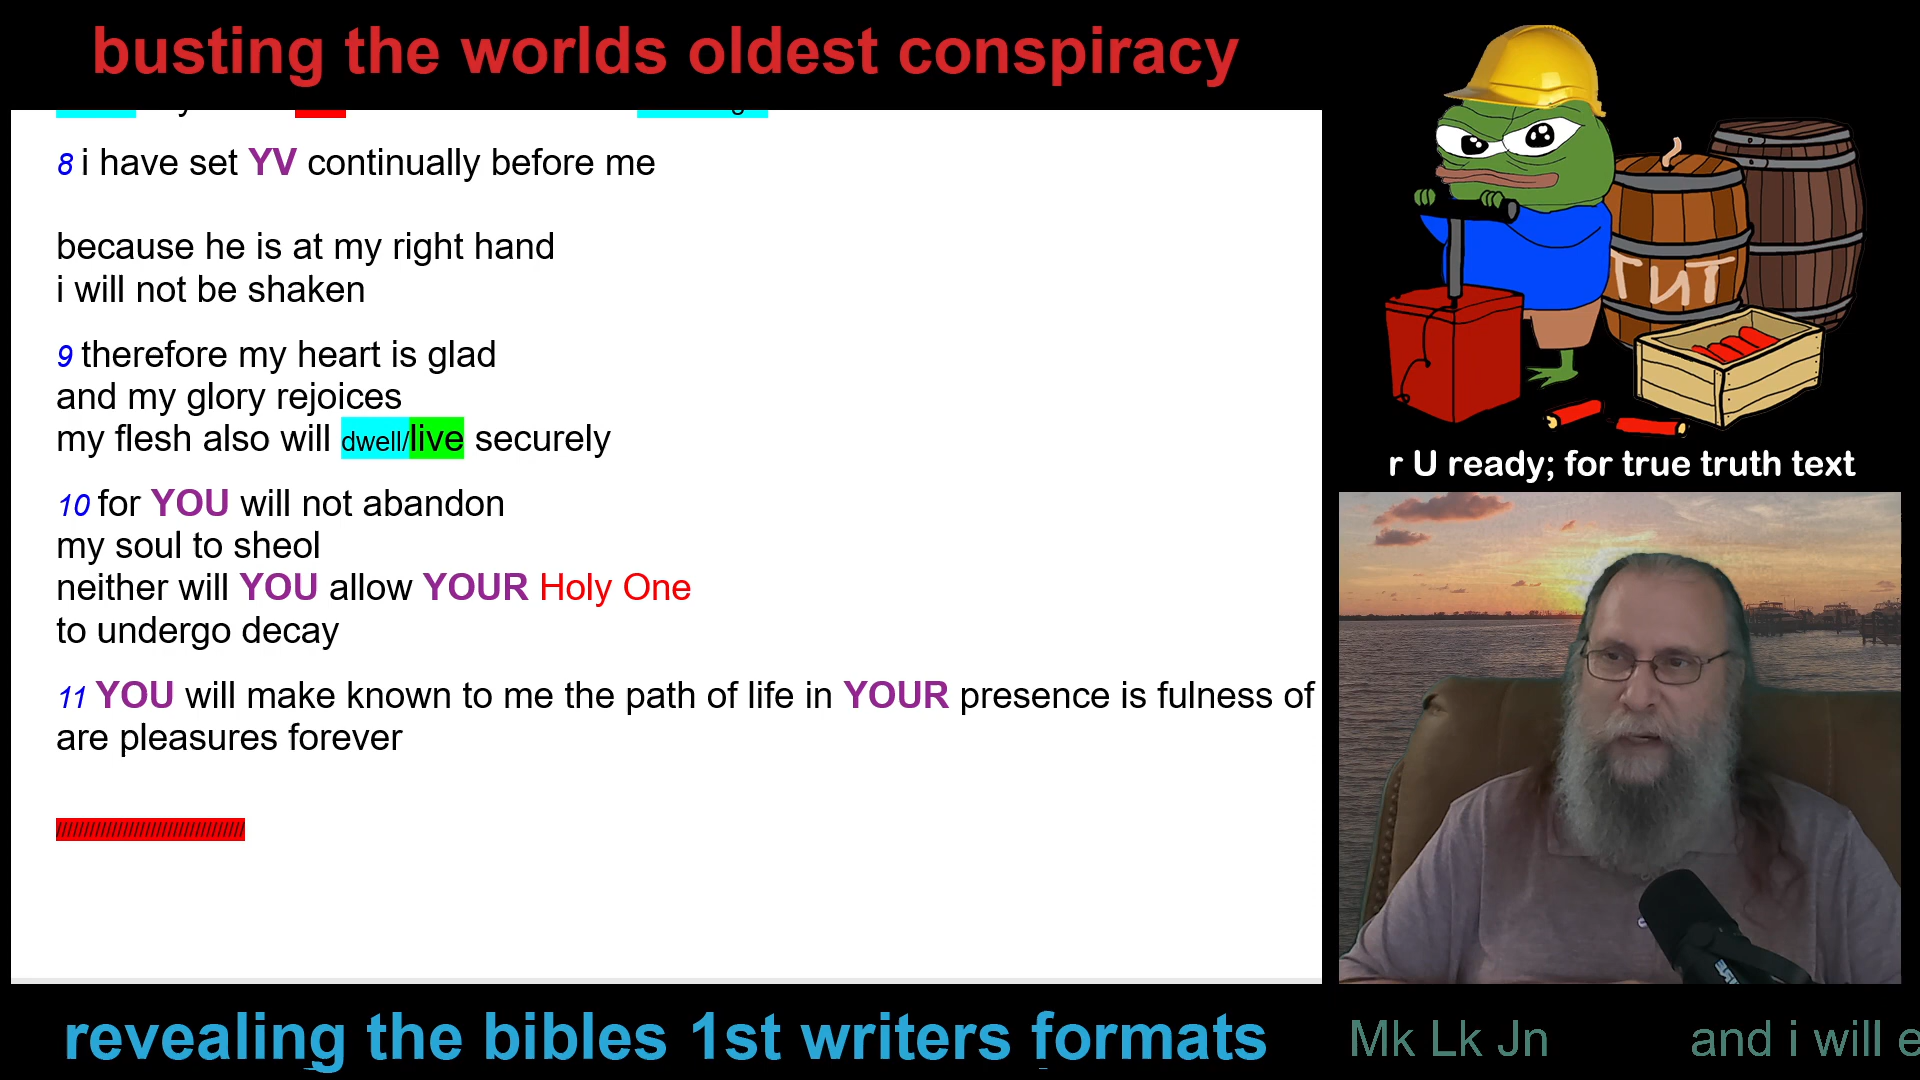 busting the worlds oldest conspiracy
8 i have set YV continually before me
because he is at my right hand
i will not be shaken
9 therefore my heart is glad
and my glory rejoices
my flesh also will dwell/live securely
10 for YOU will not abandon
my soul to sheol
neither will YOU allow YOUR Holy One
to undergo decay
11 YOU will make known to me the path of life in YOUR presence is fulness of
are pleasures forever
//////////////////////////////////
revealing the bibles 1st writers formats
ГИТ
r U ready; for true truth text
Mk Lk Jn and i will e